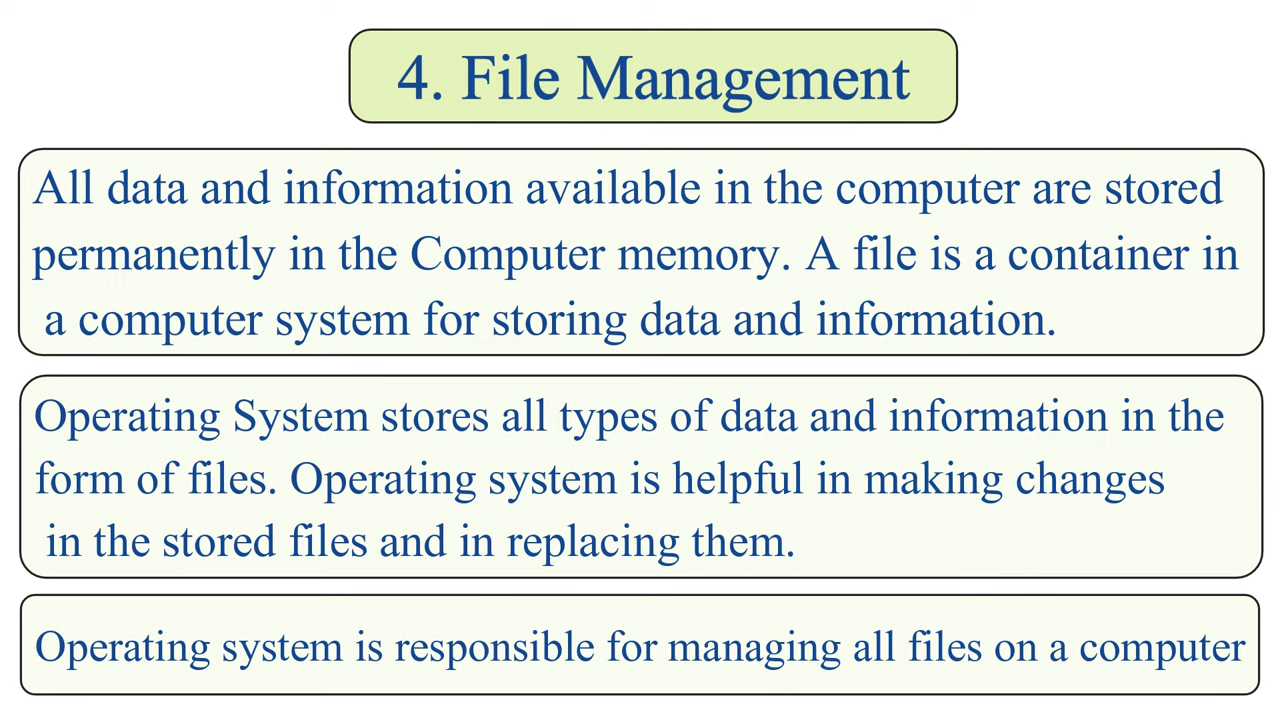 4. File Management
All data and information available in the computer are stored
permanently in the Computer memory. A file is a container in
a computer system for storing data and information.
Operating System stores all types of data and information in the
form of files. Operating system is helpful in making changes
in the stored files and in replacing them.
Operating system is responsible for managing all files on a computer